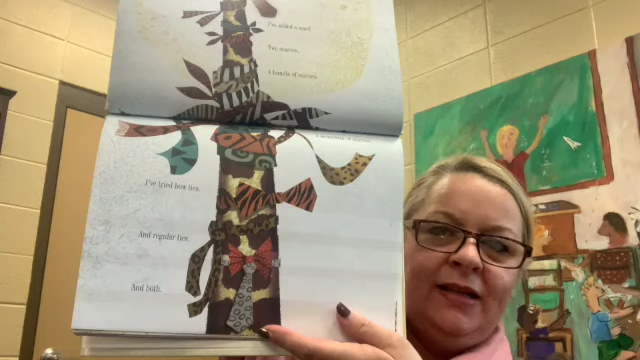 I've added a scarf.
Two scarves.
A bundle of scarves.
I've tried bow ties.
And regular ties.
And both.